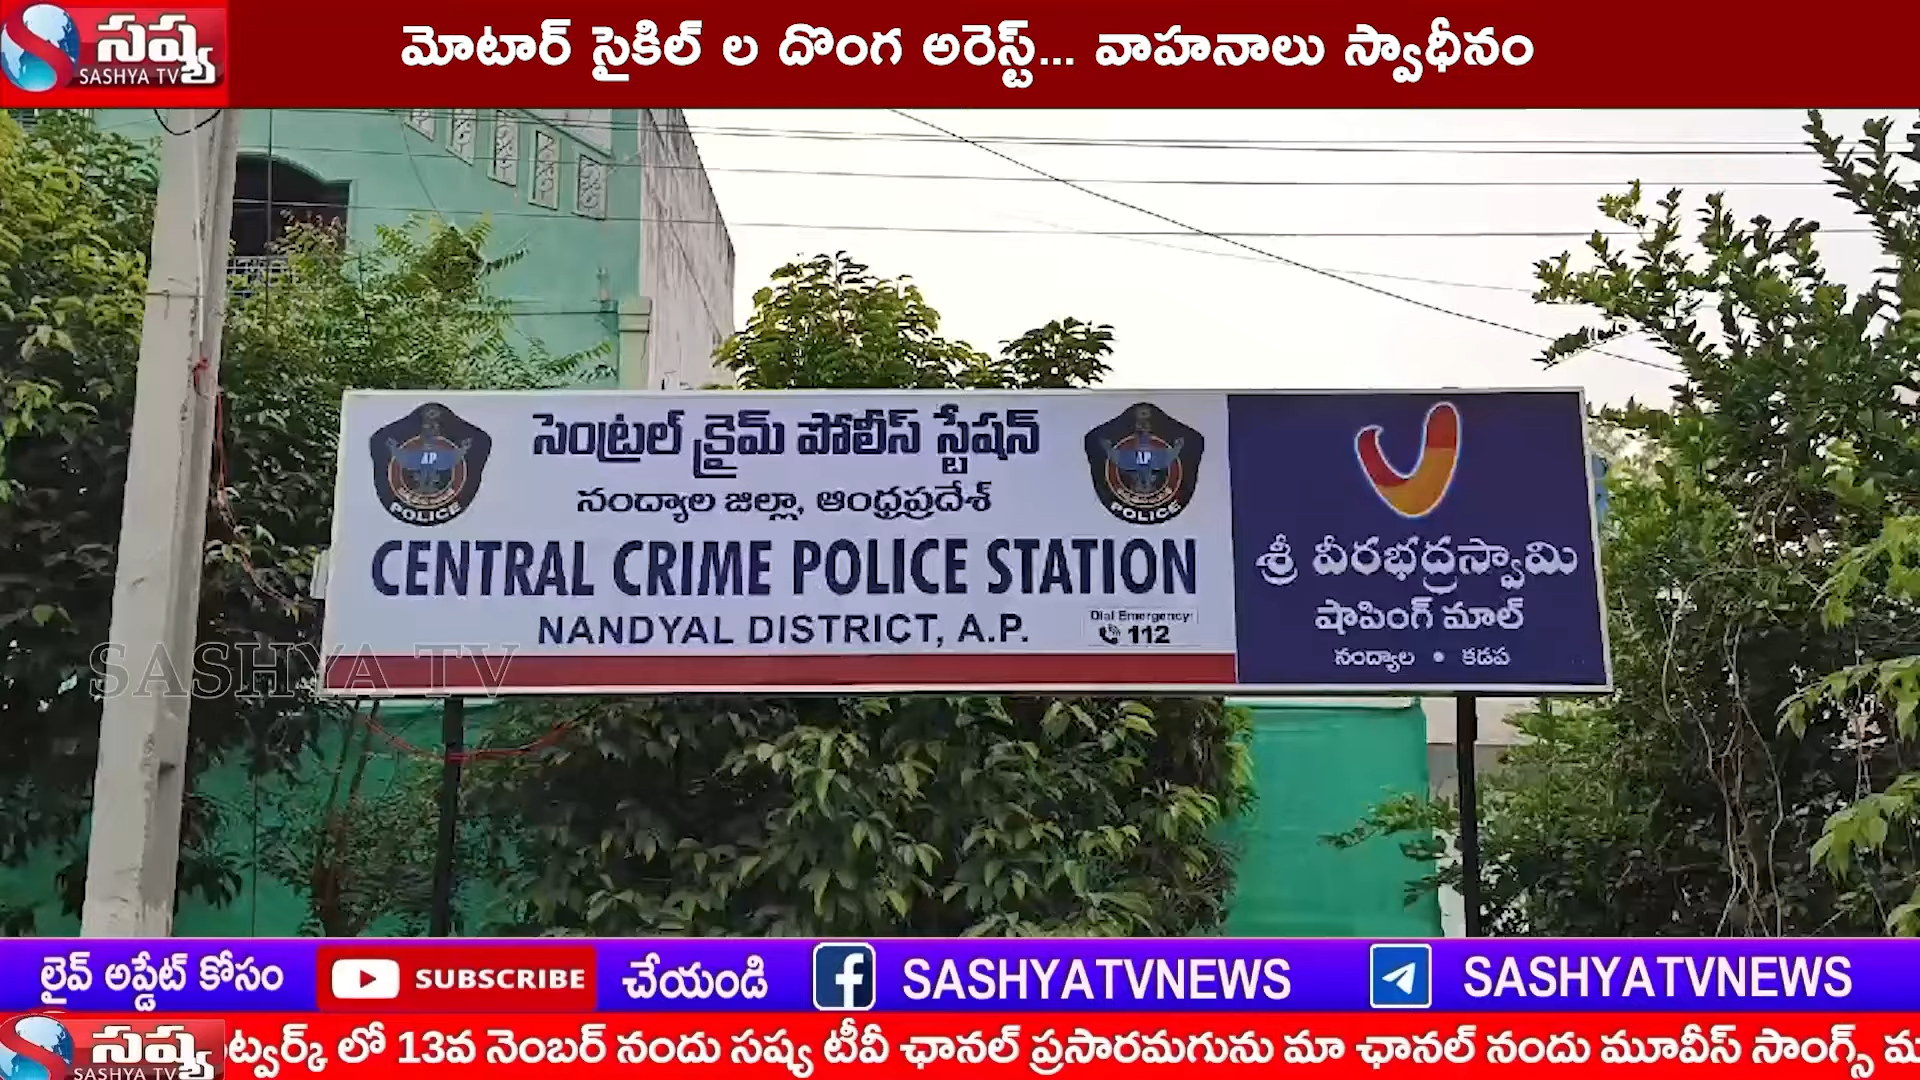 సష్య
SASHYA TV
మోటార్ సైకిల్ ల దొంగ అరెస్ట్... వాహనాలు స్వాధీనం
సెంట్రల్ క్రైమ్ పోలీస్ స్టేషన్
నంద్యాల జిల్లా, ఆంధ్రప్రదేశ్
AP
POLICE
AP
POLICE
CENTRAL CRIME POLICE STATION
NANDYAL DISTRICT, A.P.
Dial Emergency:
112
శ్రీ వీరభద్రస్వామి
షాపింగ్ మాల్
నంద్యాల • కడప
SASHYA TV
లైవ్ అప్డేట్ కోసం SUBSCRIBE చేయండి SASHYATVNEWS SASHYATVNEWS
సష్య
SASHYA TV
లో 13వ నెంబర్ నందు సష్య టీవీ ఛానల్ ప్రసారమగును మా ఛానల్ నందు మూవీస్ సాంగ్స్